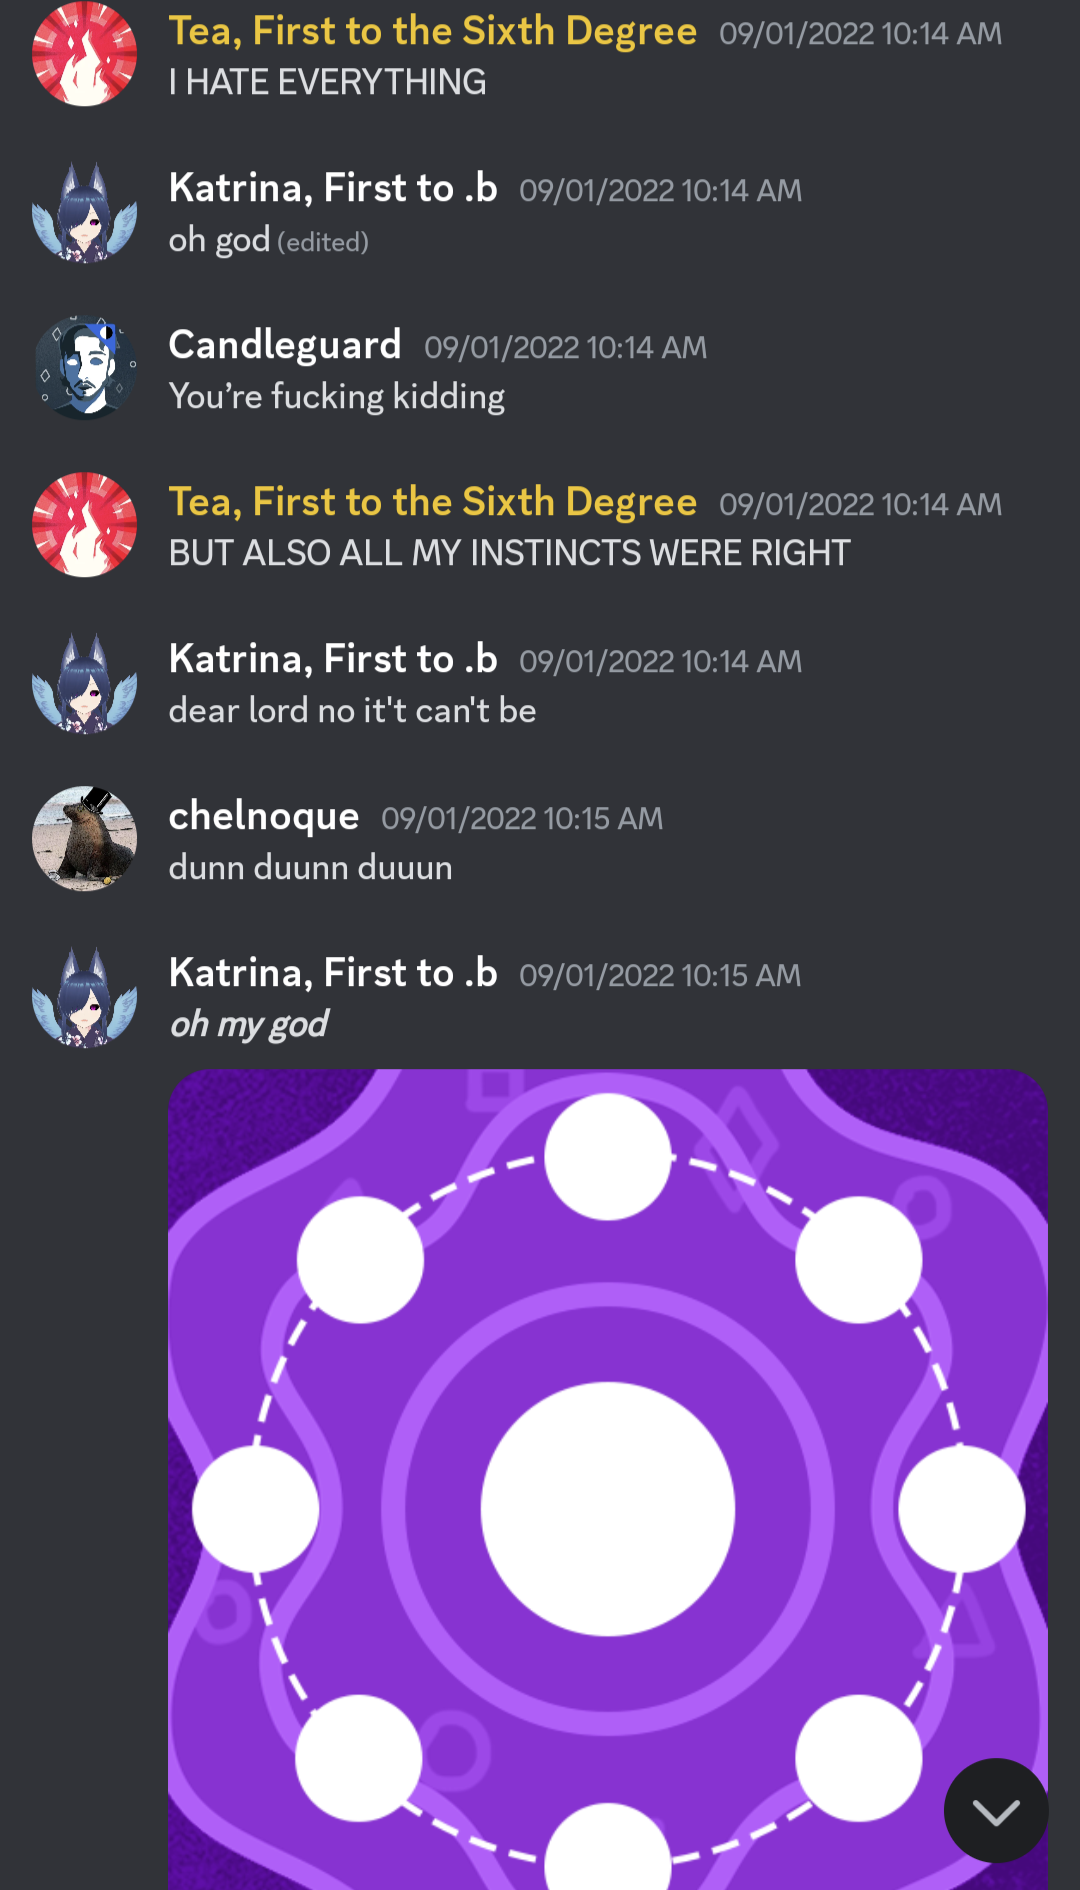 Tea, First to the Sixth Degree 09/01/2022 10:14 AM
I HATE EVERYTHING
Katrina, First to .b 09/01/2022 10:14 AM
oh god (edited)
Candleguard 09/01/2022 10:14 AM
You’re fucking kidding
Tea, First to the Sixth Degree 09/01/2022 10:14 AM
BUT ALSO ALL MY INSTINCTS WERE RIGHT
Katrina, First to .b 09/01/2022 10:14 AM
dear lord no it't can't be
chelnoque 09/01/2022 10:15 AM
dunn duunn duuun
Katrina, First to .b 09/01/2022 10:15 AM
oh my god